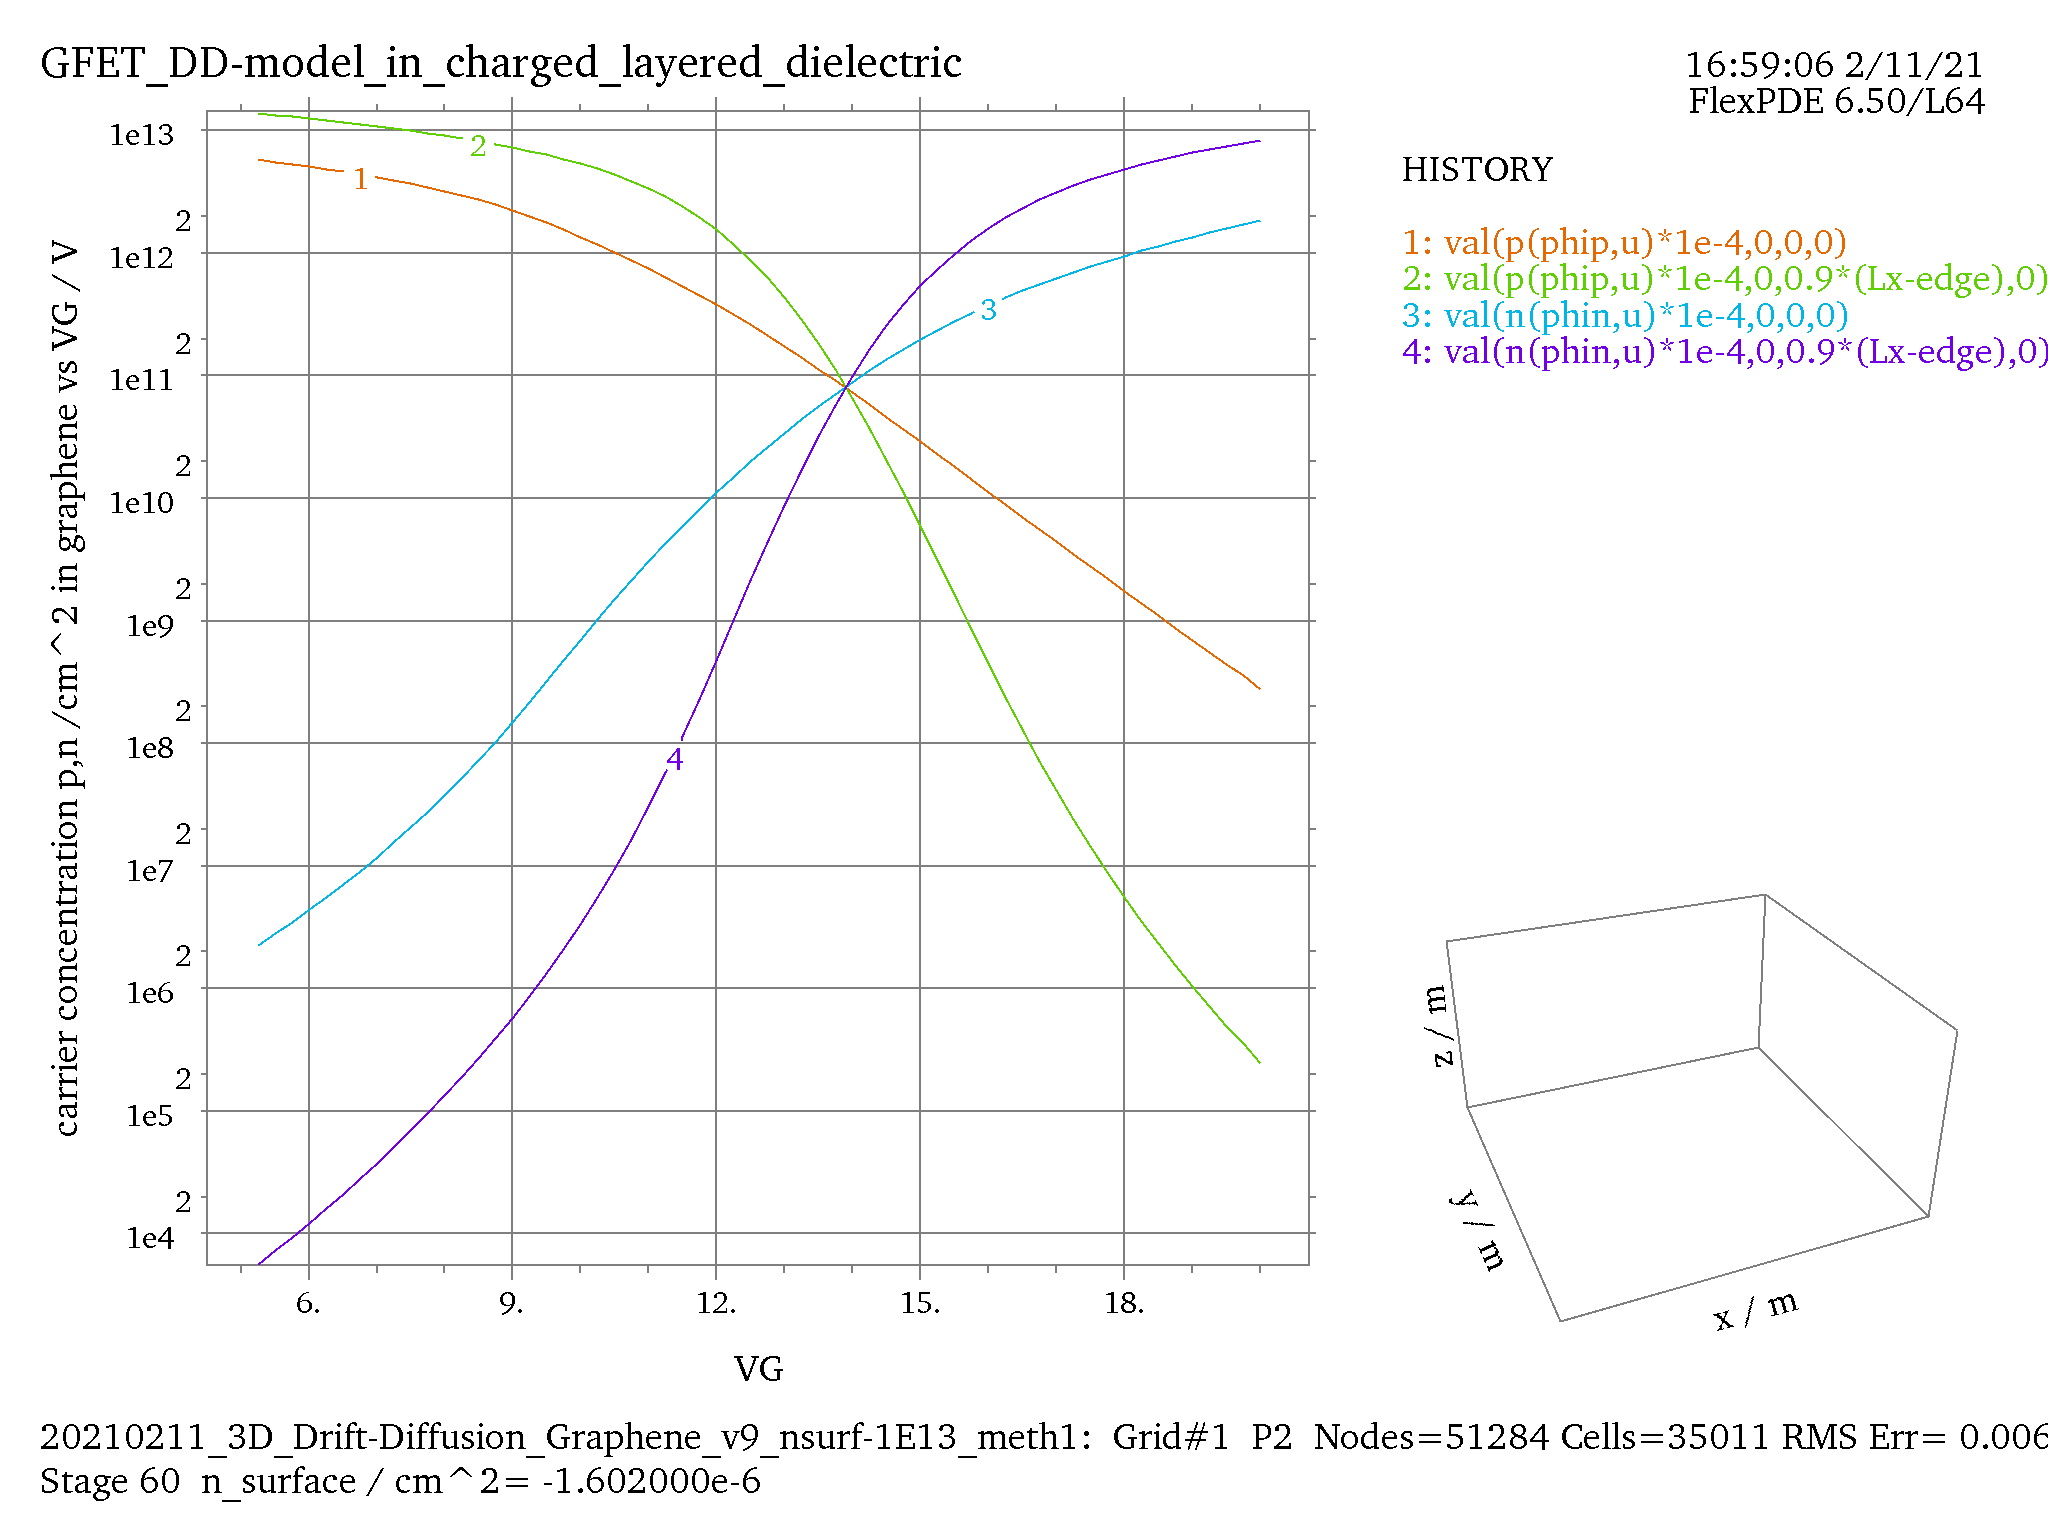 GFET_DD-model_in_charged_layered_dielectric
16:59:06 2/11/21
FlexPDE 6.50/L64
HISTORY
1: val(p(phip,u)*1e-4,0,0,0)
2: val(p(phip,u)*1e-4,0,0.9*(Lx-edge),0)
3: val(n(phin,u)*1e-4,0,0,0)
4: val(n(phin,u)*1e-4,0,0.9*(Lx-edge),0)
carrier concentration p,n /cm^2 in graphene vs VG / V
1e13
2
1e12
2
1e11
2
1e10
2
1e9
2
1e8
2
1e7
2
1e6
2
1e5
2
1e4
1
2
3
4
6.
9.
12.
15.
18.
VG
z / m
y / m
x / m
20210211_3D_Drift-Diffusion_Graphene_v9_nsurf-1E13_meth1: Grid#1 P2 Nodes=51284 Cells=35011 RMS Err= 0.006
Stage 60 n_surface / cm^2= -1.602000e-6